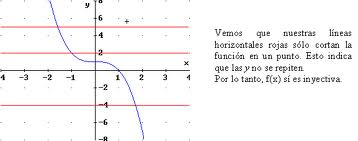 8
y
6
4
2
x
4 -3 -2 -1 1 2 3 4
-2
-4
-6
-8
Vemos que nuestras líneas
horizontales rojas sólo cortan la
función en un punto. Esto indica
que las y no se repiten.
Por lo tanto, f(x) sí es inyectiva.